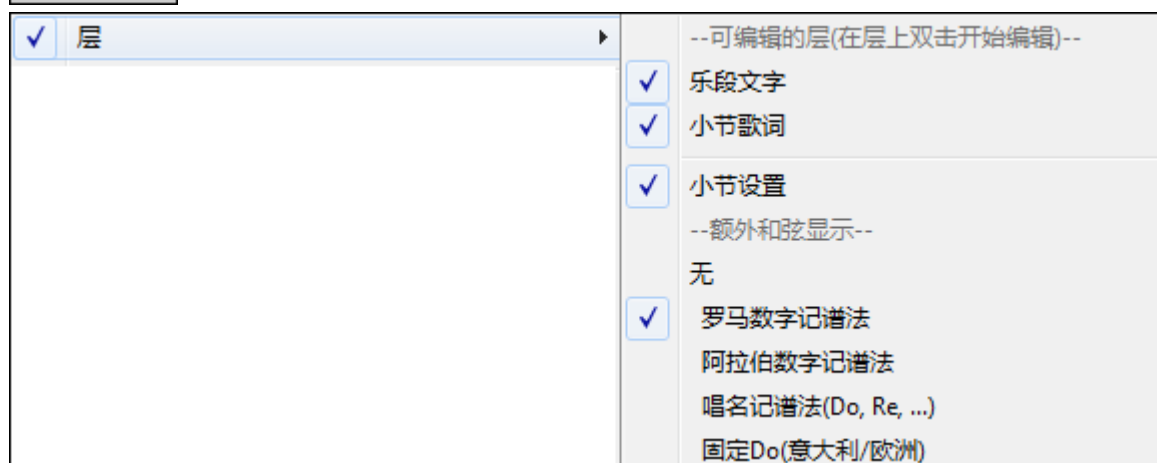 层
--可编辑的层(在层上双击开始编辑)--
乐段文字
小节歌词
小节设置
--额外和弦显示--
无
罗马数字记谱法
阿拉伯数字记谱法
唱名记谱法(Do, Re, ...)
固定Do(意大利/欧洲)